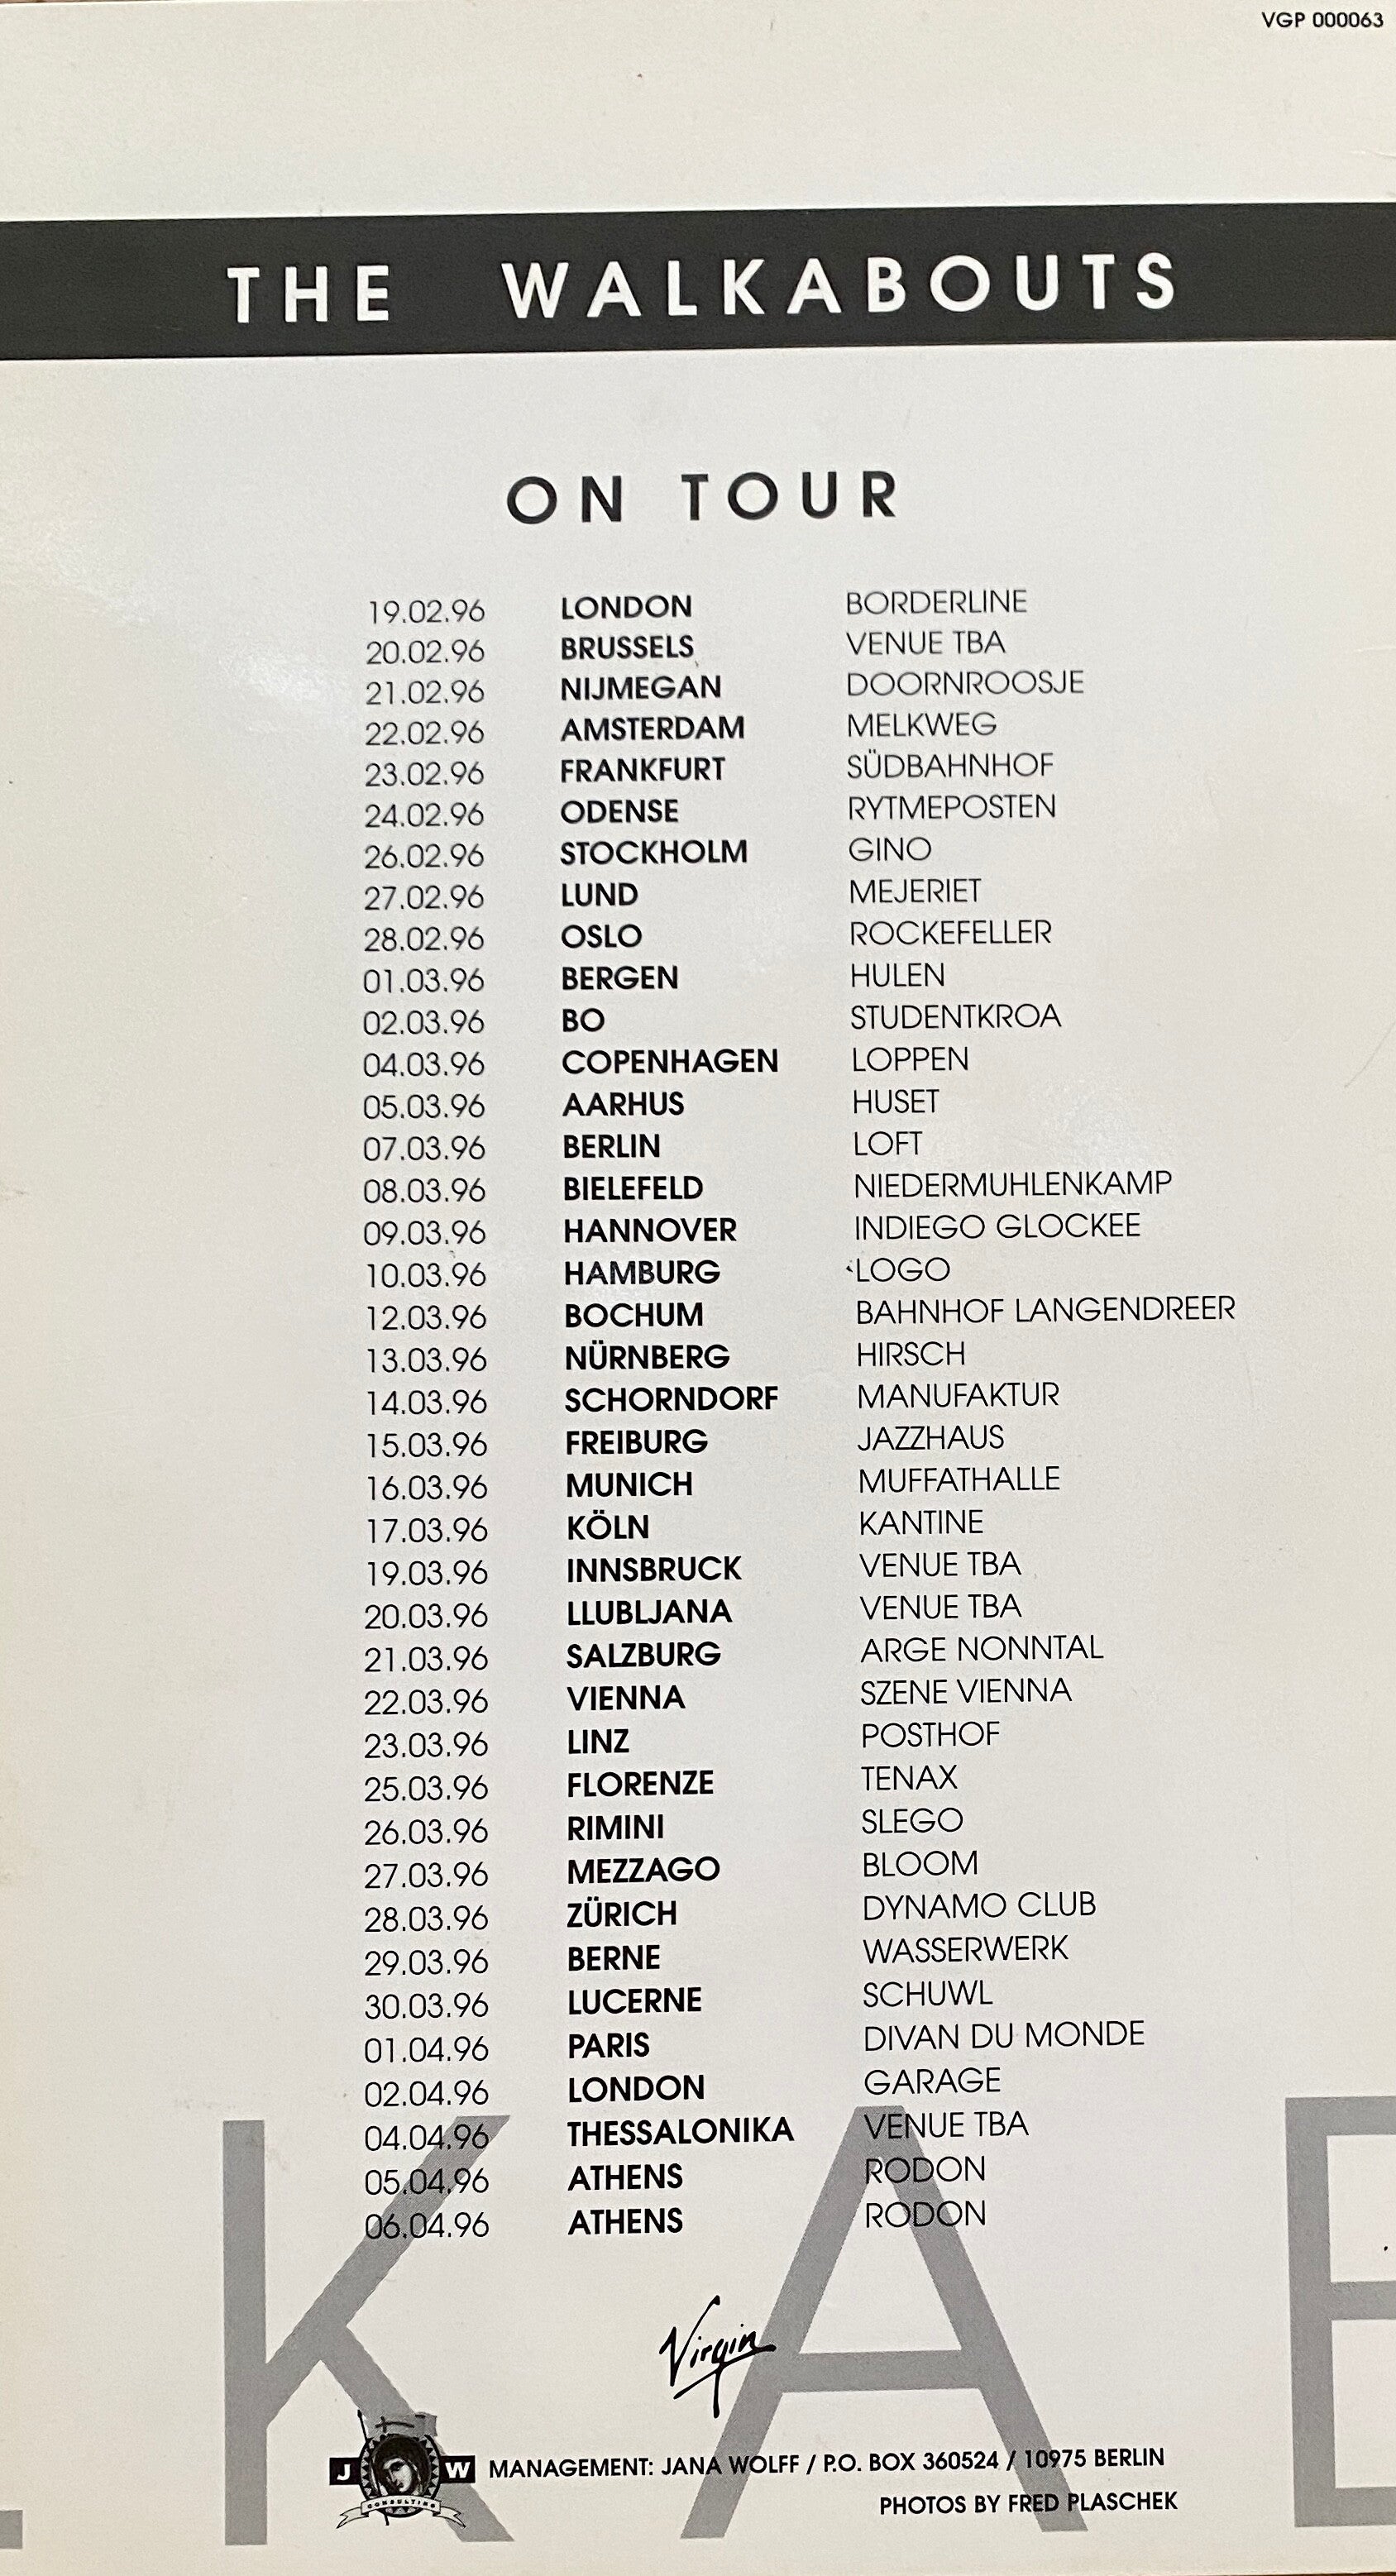 VGP 000063
THE WALKABOUTS
ON TOUR
19.02.96 LONDON BORDERLINE
20.02.96 BRUSSELS VENUE TBA
21.02.96 NIJMEGAN DOORNROOSJE
22.02.96 AMSTERDAM MELKWEG
23.02.96 FRANKFURT SÜDBAHNHOF
24.02.96 ODENSE RYTMEPOSTEN
26.02.96 STOCKHOLM GINO
27.02.96 LUND MEJERIET
28.02.96 OSLO ROCKEFELLER
01.03.96 BERGEN HULEN
02.03.96 BO STUDENTKROA
04.03.96 COPENHAGEN LOPPEN
05.03.96 AARHUS HUSET
07.03.96 BERLIN LOFT
08.03.96 BIELEFELD NIEDERMUHLENKAMP
09.03.96 HANNOVER INDIEGO GLOCKEE
10.03.96 HAMBURG LOGO
12.03.96 BOCHUM BAHNHOF LANGENDREER
13.03.96 NÜRNBERG HIRSCH
14.03.96 SCHORNDORF MANUFAKTUR
15.03.96 FREIBURG JAZZHAUS
16.03.96 MUNICH MUFFATHALLE
17.03.96 KÖLN KANTINE
19.03.96 INNSBRUCK VENUE TBA
20.03.96 LLUBLJANA VENUE TBA
21.03.96 SALZBURG ARGE NONNTAL
22.03.96 VIENNA SZENE VIENNA
23.03.96 LINZ POSTHOF
25.03.96 FLORENZE TENAX
26.03.96 RIMINI SLEGO
27.03.96 MEZZAGO BLOOM
28.03.96 ZÜRICH DYNAMO CLUB
29.03.96 BERNE WASSERWERK
30.03.96 LUCERNE SCHUWL
01.04.96 PARIS DIVAN DU MONDE
02.04.96 LONDON GARAGE
04.04.96 THESSALONIKA VENUE TBA
05.04.96 ATHENS RODON
06.04.96 ATHENS RODON
KA
Virgin
J W MANAGEMENT: JANA WOLFF / P.O. BOX 360524 / 10975 BERLIN
CONSULTING
PHOTOS BY FRED PLASCHEK